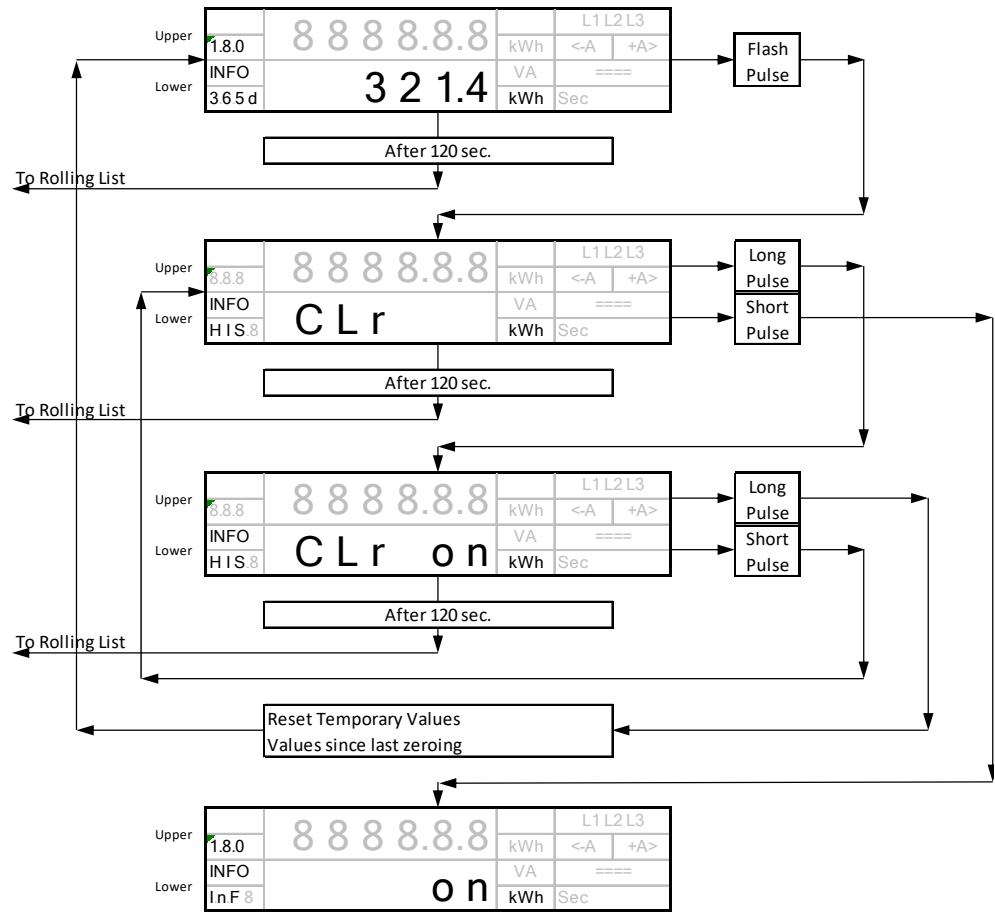 L1 L2 L3
Upper
8 8 8 8.8.8
1.8.0
kWh
<-A
+A>
Flash
Pulse
INFO
VA
====
Lower
365d
3 2 1.4
kWh
Sec
After 120 sec.
To Rolling List
L1 L2 L3
Upper
8 8 8 8.8.8
8.8.8
kWh
<-A
+A>
Long
Pulse
INFO
VA
====
Lower
HIS.8
C L r
kWh
Sec
Short
Pulse
After 120 sec.
To Rolling List
L1 L2 L3
Upper
8 8 8 8.8.8
8.8.8
kWh
<-A
+A>
Long
Pulse
INFO
VA
====
Lower
HIS.8
C L r o n
kWh
Sec
Short
Pulse
After 120 sec.
To Rolling List
Reset Temporary Values
Values since last zeroing
L1 L2 L3
Upper
8 8 8 8.8.8
1.8.0
kWh
<-A
+A>
INFO
VA
====
Lower
InF8
o n
kWh
Sec